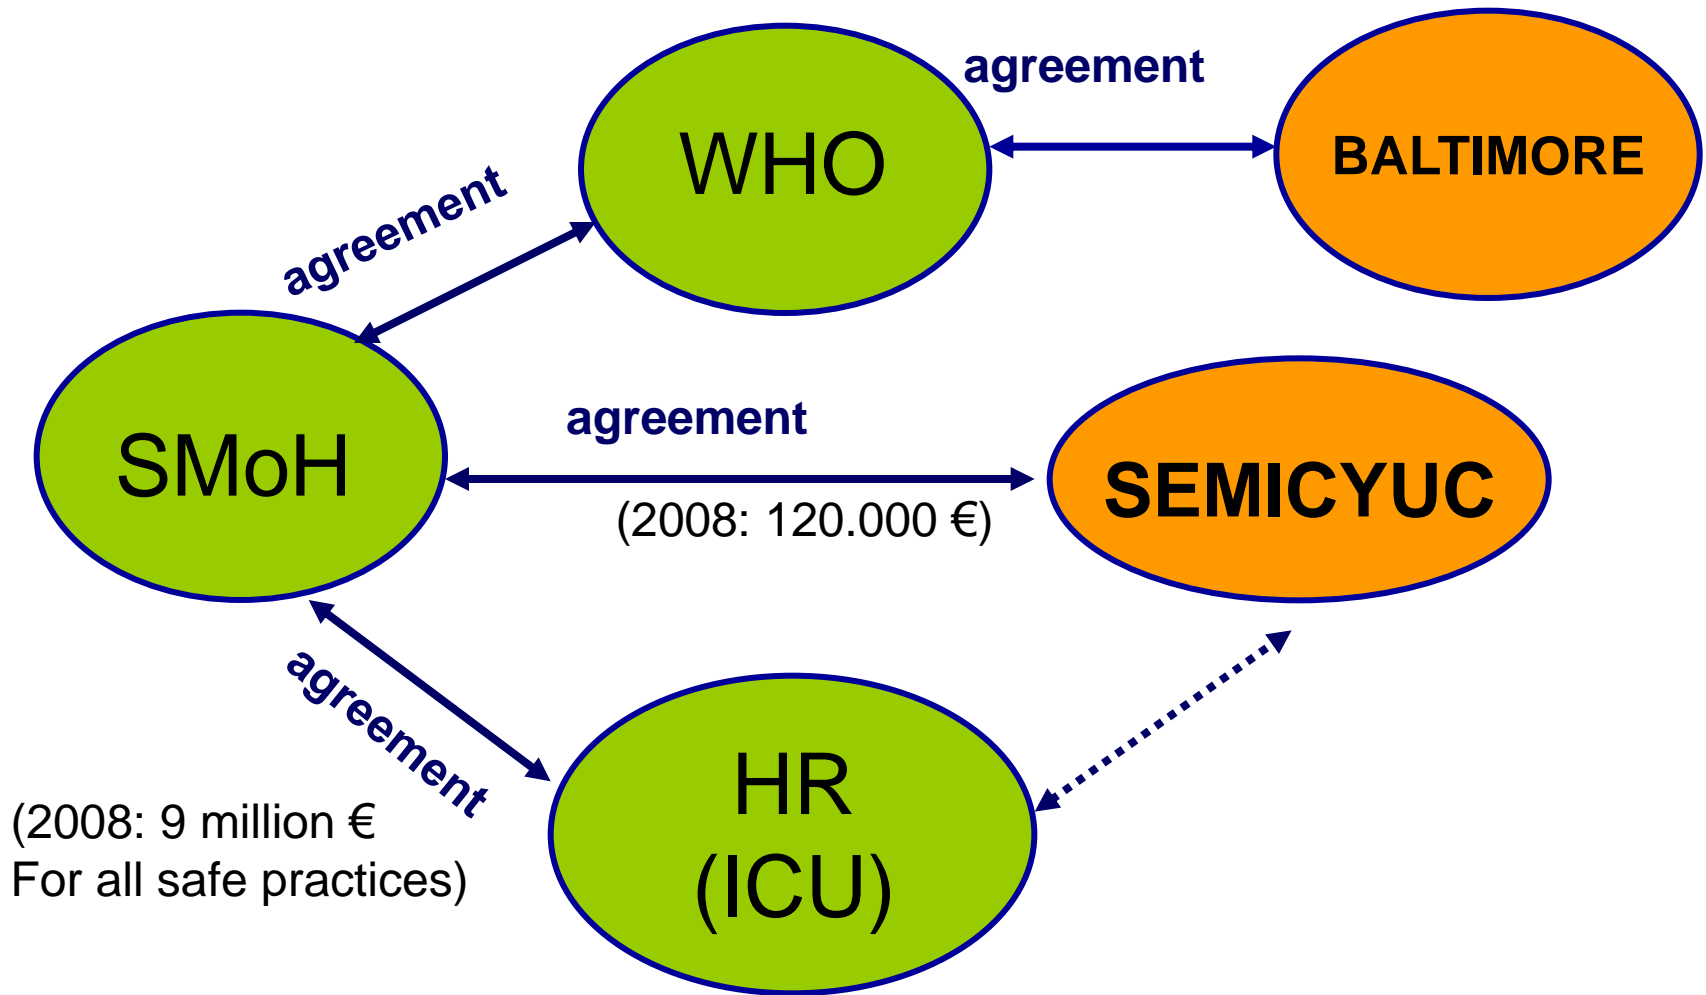 agreement
WHO
BALTIMORE
agreement
agreement
SMoH
SEMICYUC
(2008: 120.000 €)
agreement
HR
(ICU)
(2008: 9 million €
For all safe practices)